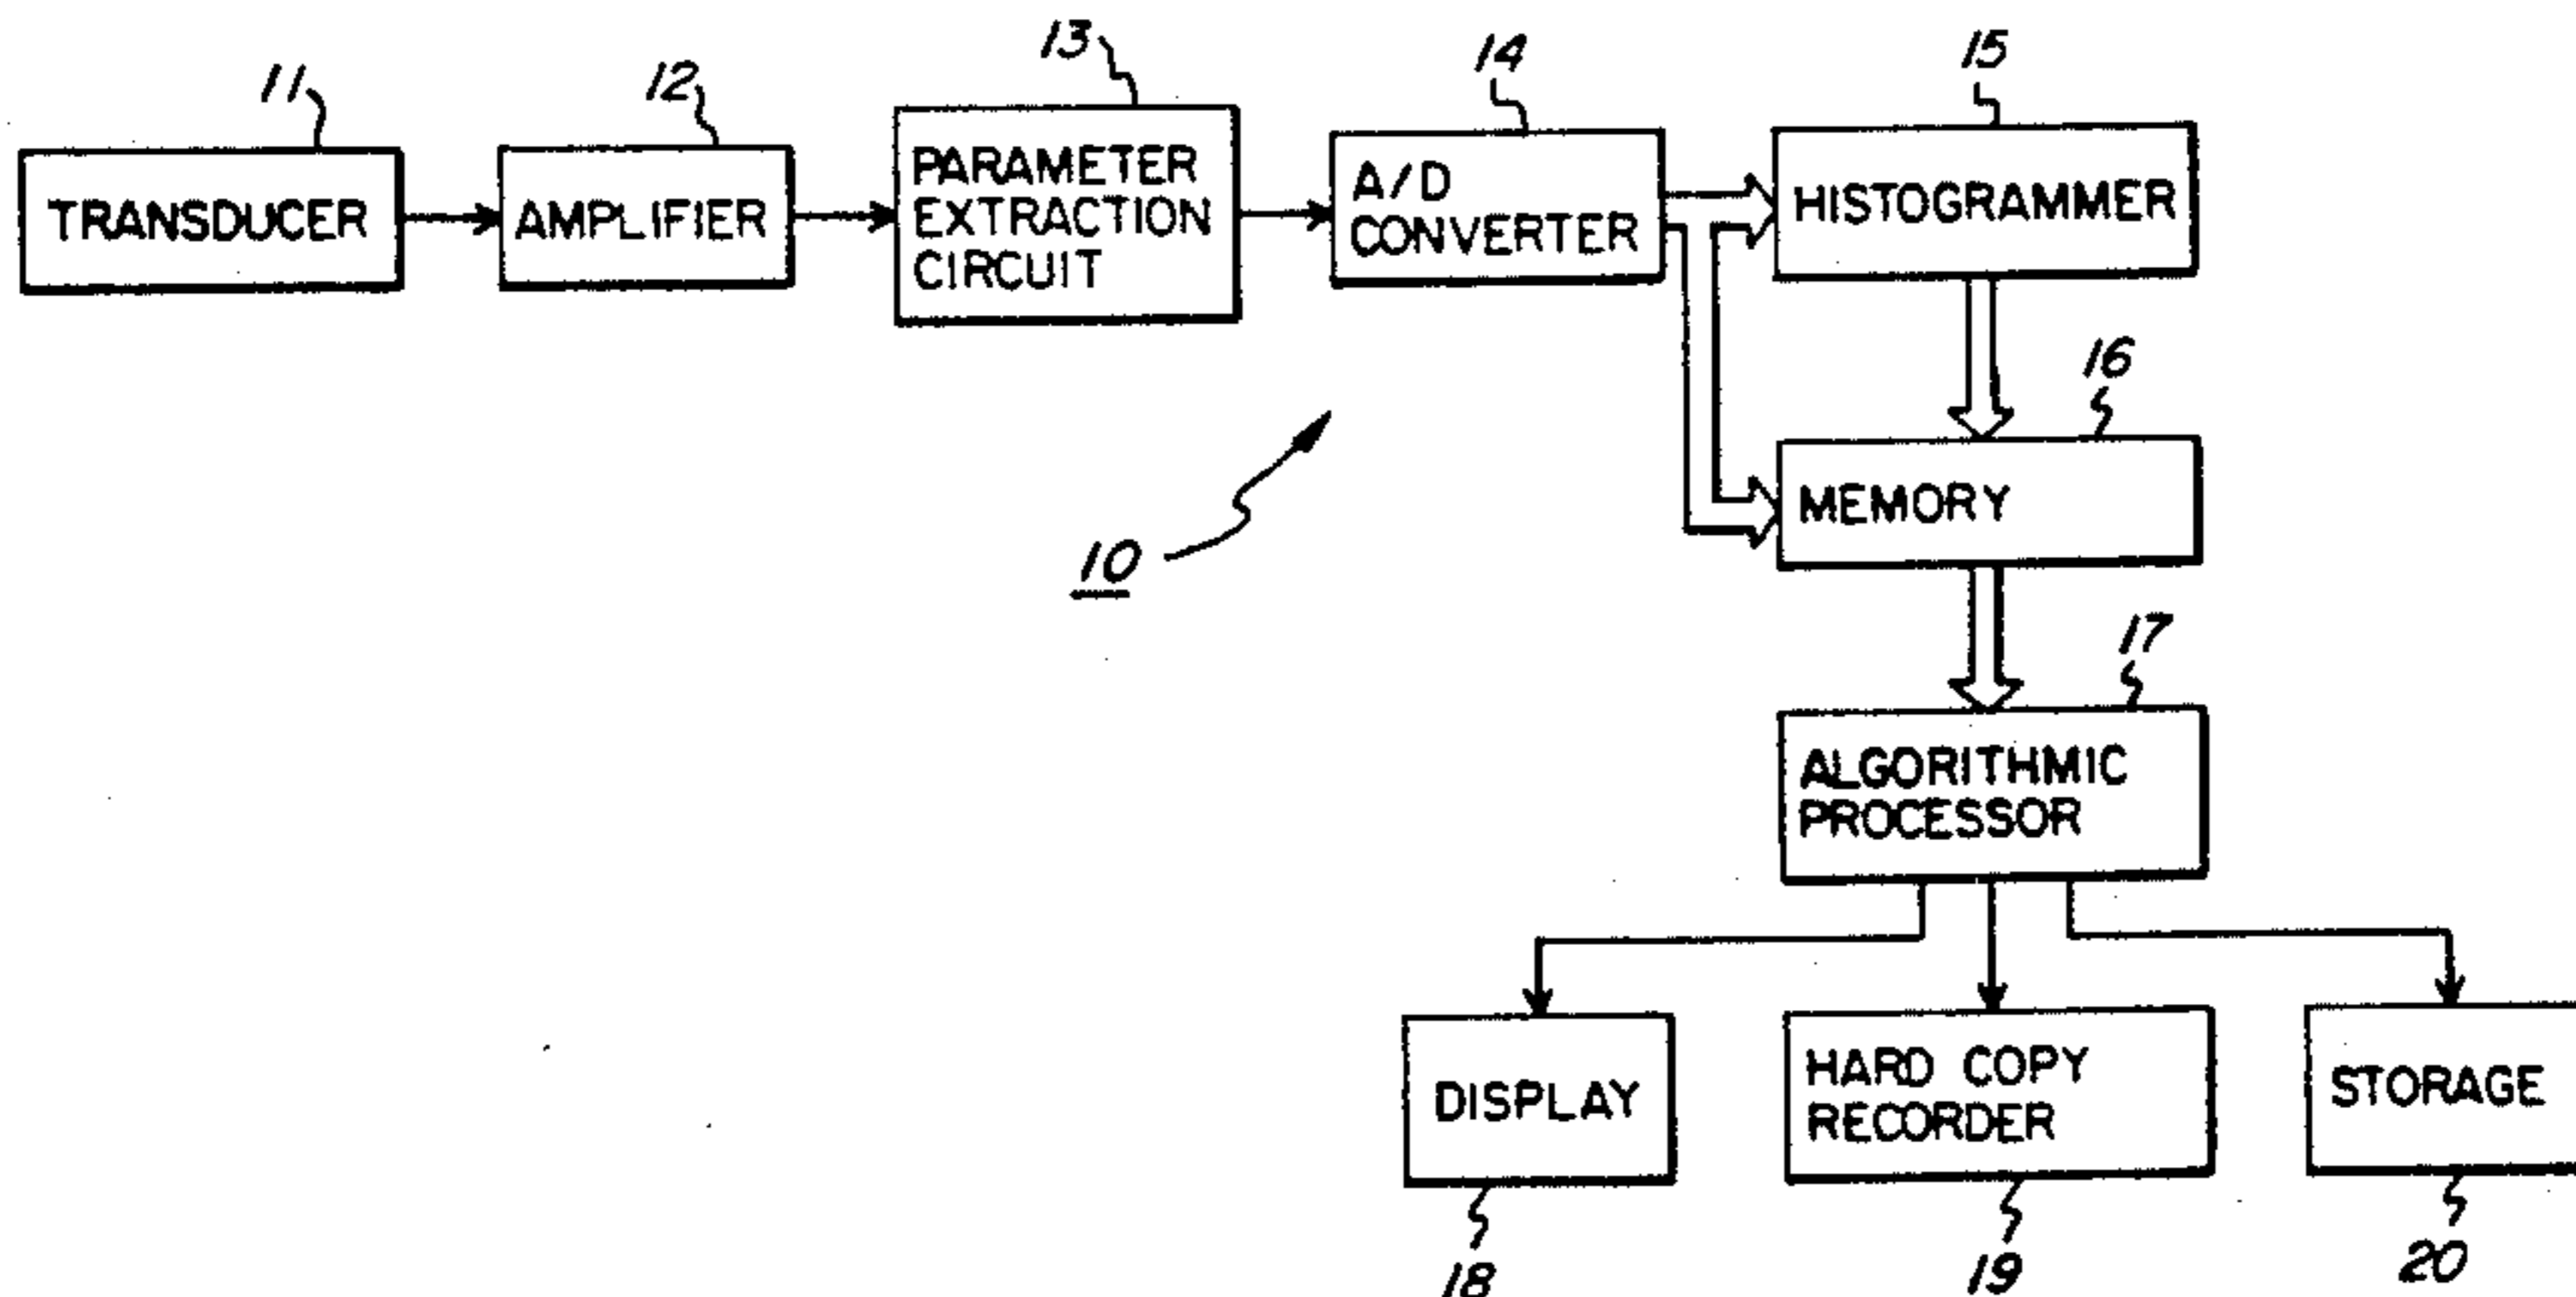 11
12
13
14
15
TRANSDUCER
AMPLIFIER
PARAMETER
EXTRACTION
CIRCUIT
A/D
CONVERTER
HISTOGRAMMER
16
MEMORY
10
17
ALGORITHMIC
PROCESSOR
DISPLAY
HARD COPY
RECORDER
STORAGE
18
19
20